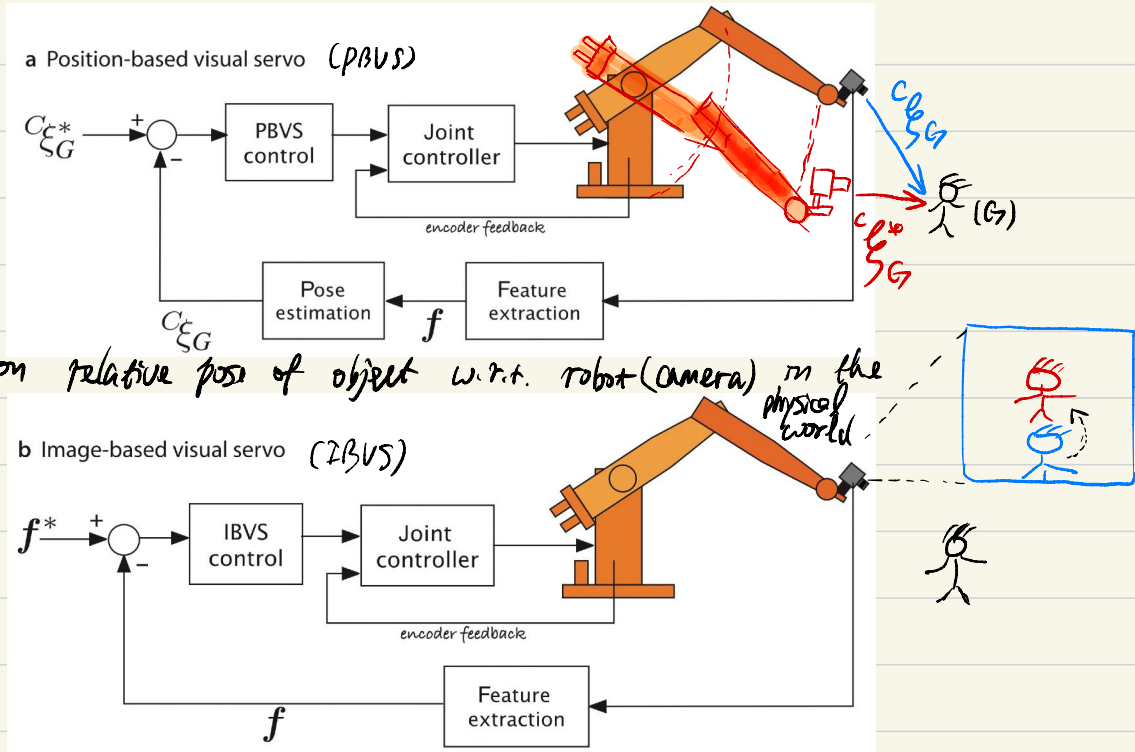 a Position-based visual servo (PBVS)
C ξ*G
+
−
PBVS control
Joint controller
encoder feedback
Cξ G
(G)
Cξ* G
Pose estimation
f
Feature extraction
Cξ G
on relative pose of object w.r.t. robot (camera) in the
physical
world
b Image-based visual servo (IBVS)
f*
+
−
IBVS control
Joint controller
encoder feedback
f
Feature extraction